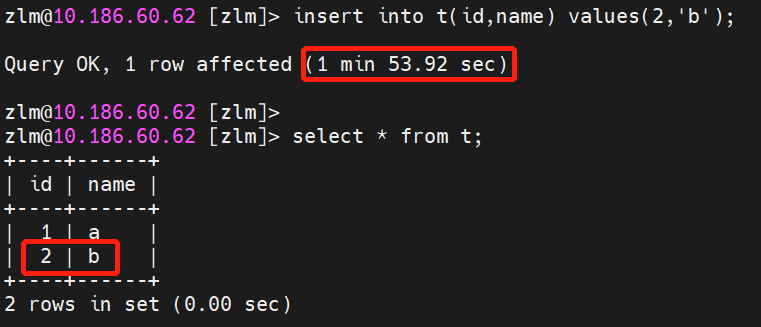 zlm@10.186.60.62 [zlm]> insert into t(id,name) values(2,'b');
Query OK, 1 row affected (1 min 53.92 sec)
zlm@10.186.60.62 [zlm]>
zlm@10.186.60.62 [zlm]> select * from t;
+----+------+
| id | name |
+----+------+
|  1 | a    |
|  2 | b    |
+----+------+
2 rows in set (0.00 sec)